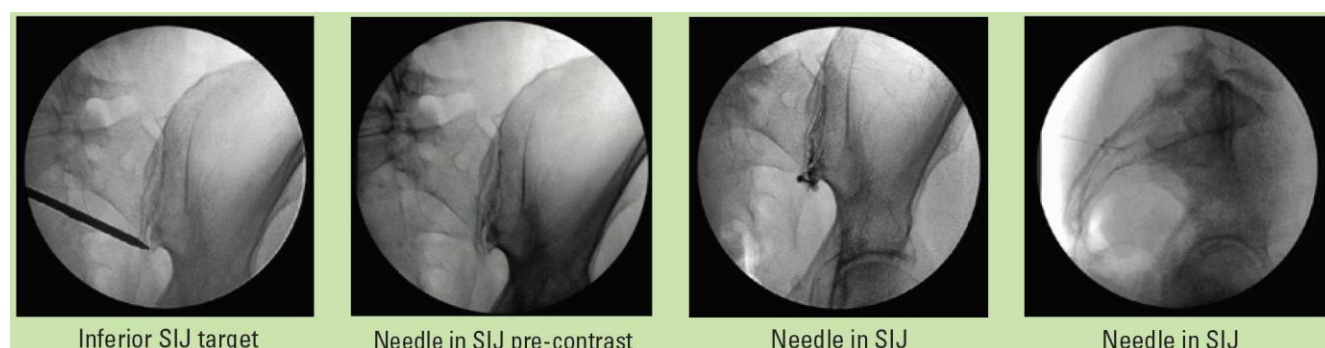 Inferior SIJ target
Needle in SIJ pre-contrast
Needle in SIJ
Needle in SIJ